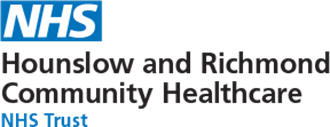 NHS
Hounslow and Richmond
Community Healthcare
NHS Trust